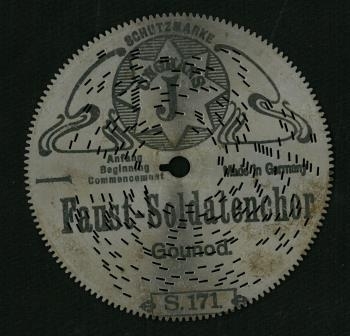 SCHUTZMARKE
J
Anfang
Beginning
Commencement
Made in Germany
Faust Soldatenchor
Gounod.
S. 171.